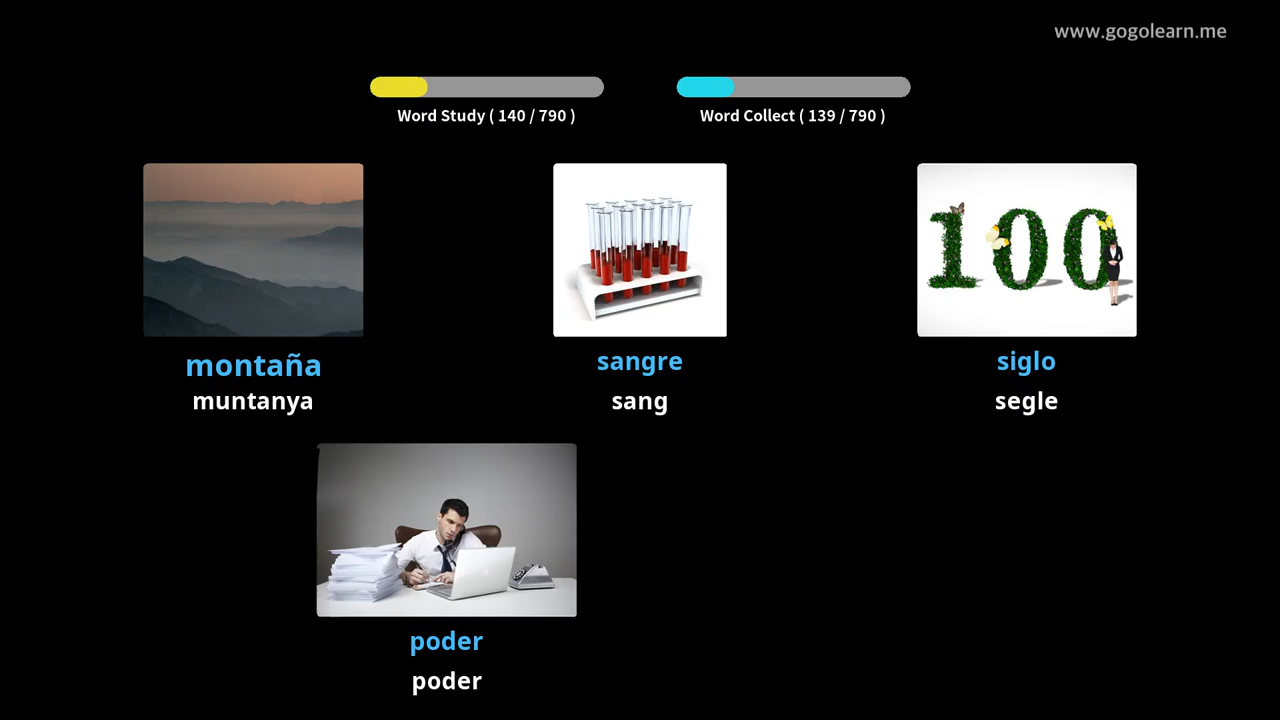 www.gogolearn.me
Word Study ( 140 / 790 )
Word Collect ( 139 / 790 )
montaña
muntanya
sangre
sang
siglo
segle
poder
poder